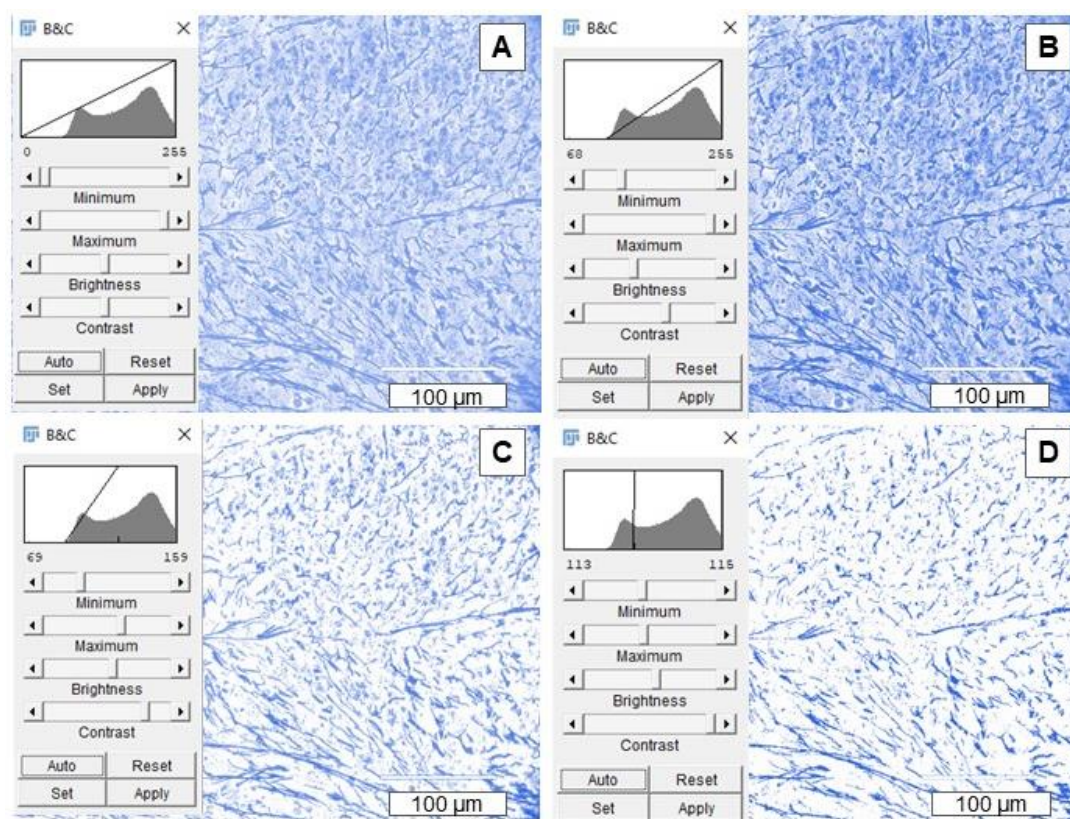 B&C
A
0 255
Minimum
Maximum
Brightness
Contrast
Auto Reset
Set Apply
100 µm
B&C
B
68 255
Minimum
Maximum
Brightness
Contrast
Auto Reset
Set Apply
100 µm
B&C
C
69 159
Minimum
Maximum
Brightness
Contrast
Auto Reset
Set Apply
100 µm
B&C
D
113 115
Minimum
Maximum
Brightness
Contrast
Auto Reset
Set Apply
100 µm